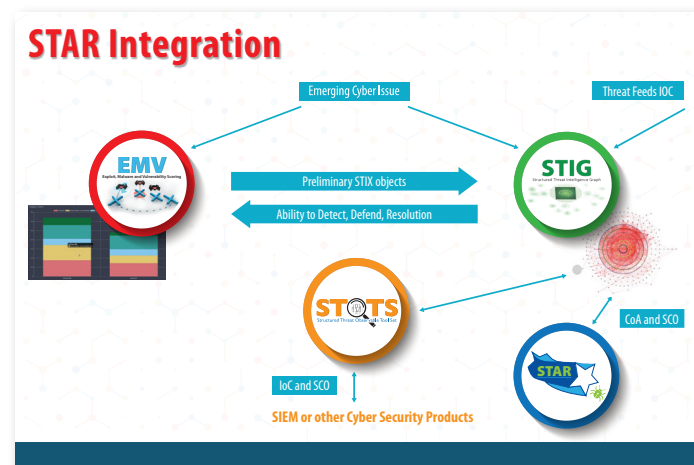 STAR Integration
Emerging Cyber Issue
Threat Feeds IOC
EMV
Exploit, Malware and Vulnerability Scoring
STIG
Structured Threat Intelligence Graph
Preliminary STIX objects
Ability to Detect, Defend, Resolution
STOTS
Structured Threat Observable Tool Set
CoA and SCO
STAR
IoC and SCO
SIEM or other Cyber Security Products